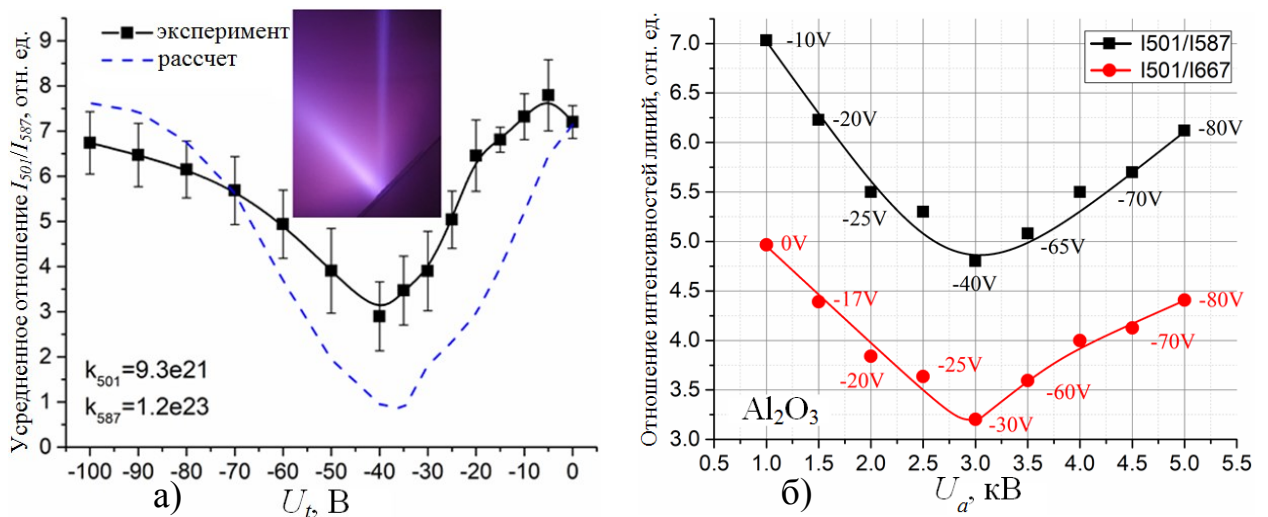 Усредненное отношение I501/I587, отн. ед.
эксперимент
рассчет
9
8
7
6
5
4
3
2
1
0
k501=9.3e21
k587=1.2e23
-100 -90 -80 -70 -60 -50 -40 -30 -20 -10 0
а)
Ut, В
Отношение интенсивностей линий, отн. ед.
7.0
6.5
6.0
5.5
5.0
4.5
4.0
3.5
3.0
I501/I587
I501/I667
-10V
-20V
-25V
-40V
-65V
-70V
-80V
0V
-17V
-20V
-25V
-30V
-60V
-70V
-80V
Al2O3
0.5 1.0 1.5 2.0 2.5 3.0 3.5 4.0 4.5 5.0 5.5
б)
Ua, кВ